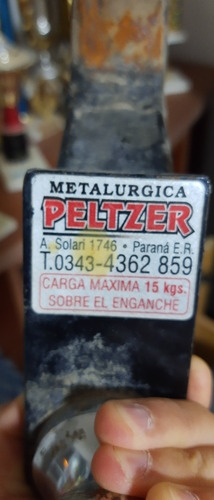 METALURGICA
PELTZER
A. Solari 1746 • Paraná E.R.
T.0343-4362 859
CARGA MAXIMA 15 kgs.
SOBRE EL ENGANCHE